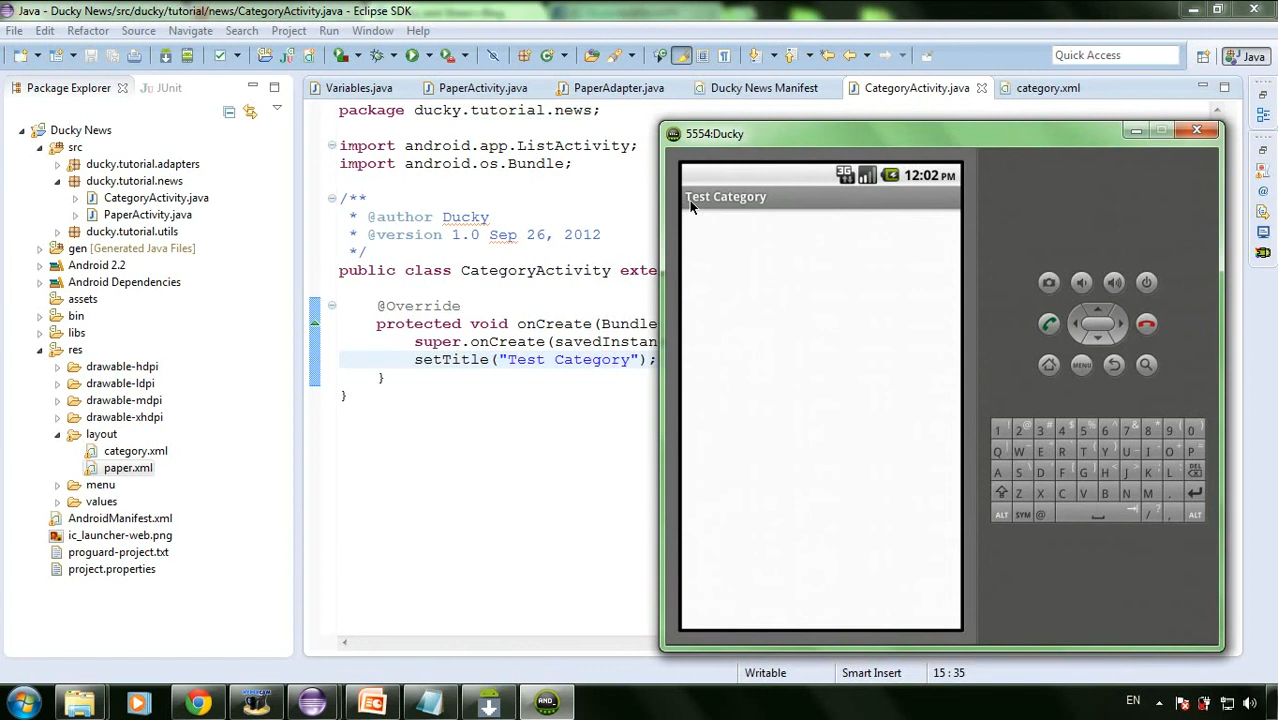 Java - Ducky News/src/ducky/tutorial/news/CategoryActivity.java - Eclipse SDK
File Edit Refactor Source Navigate Search Project Run Window Help
Quick Access
Java
Package Explorer
JUnit
Ducky News
src
ducky.tutorial.adapters
ducky.tutorial.news
CategoryActivity.java
PaperActivity.java
ducky.tutorial.utils
gen [Generated Java Files]
Android 2.2
Android Dependencies
assets
bin
libs
res
drawable-hdpi
drawable-ldpi
drawable-mdpi
drawable-xhdpi
layout
category.xml
paper.xml
menu
values
AndroidManifest.xml
ic_launcher-web.png
proguard-project.txt
project.properties
Variables.java
PaperActivity.java
PaperAdapter.java
Ducky News Manifest
CategoryActivity.java
category.xml
package ducky.tutorial.news;
import android.app.ListActivity;
import android.os.Bundle;
/**
* @author Ducky
* @version 1.0 Sep 26, 2012
*/
public class CategoryActivity exte
@Override
protected void onCreate(Bundle
super.onCreate(savedInstan
setTitle("Test Category");
}
}
5554:Ducky
3G
12:02 PM
Test Category
MENU
1 ! 2 @ 3 # 4 $ 5 % 6 ^ 7 & 8 * 9 ( 0 )
Q W E R T Y U I O P
A S D F G H J K L DEL
Z X C V B N M .
ALT SYM @ / ? , ALT
Writable
Smart Insert
15 : 35
AND_
EN